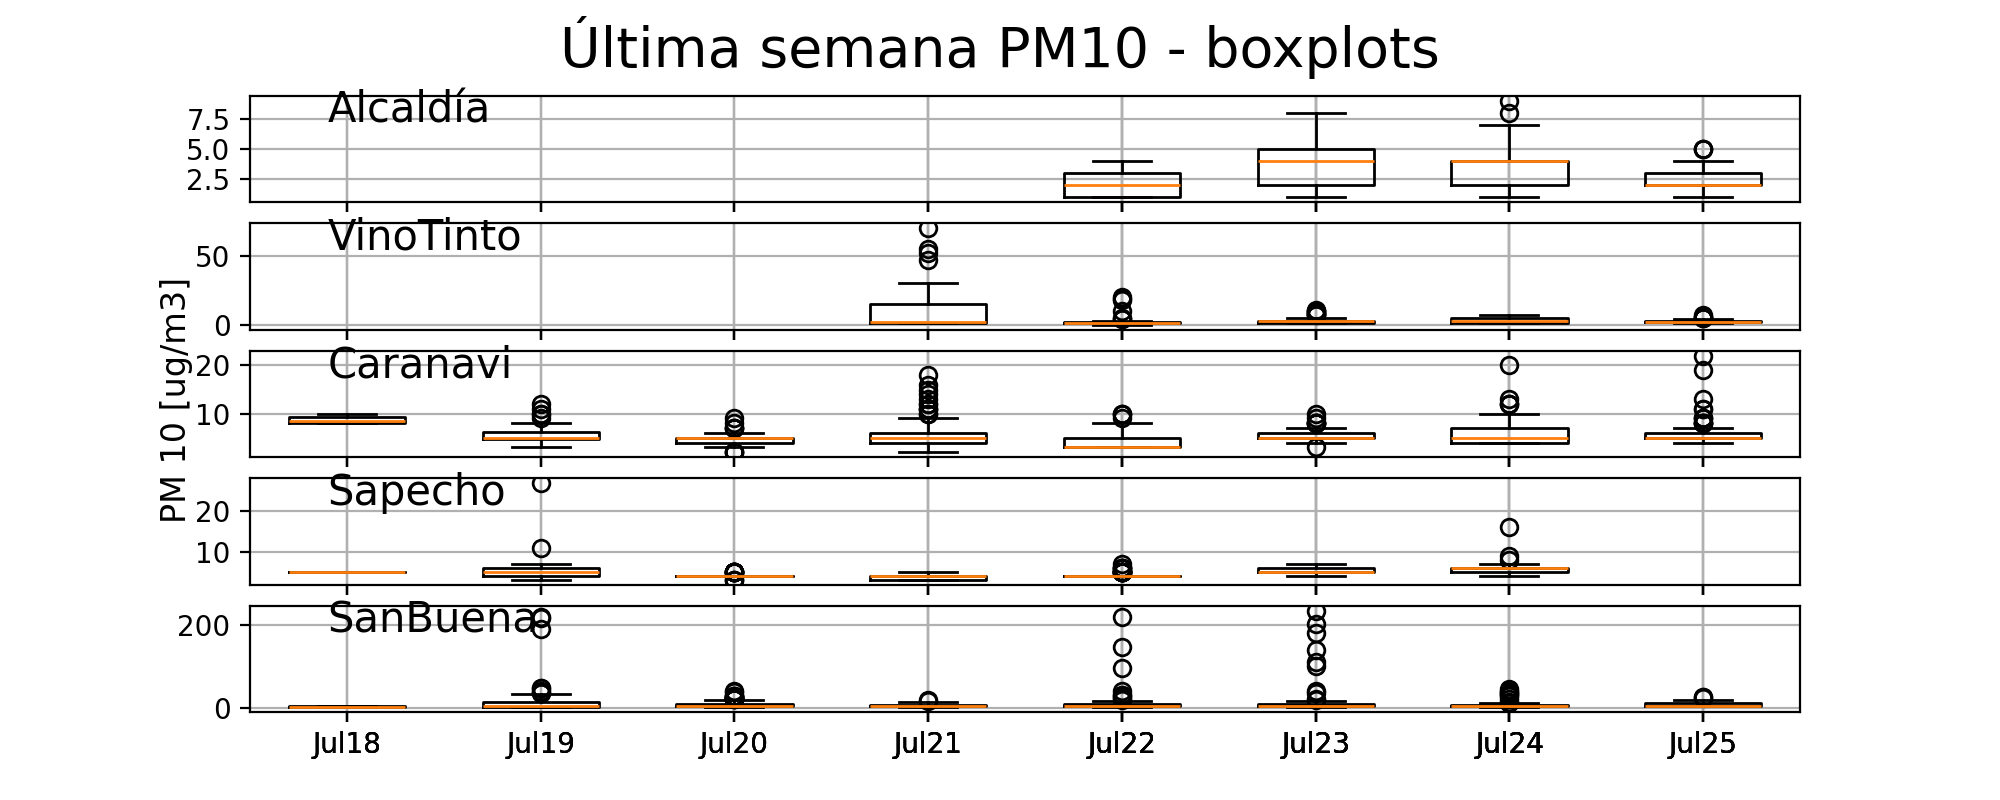 Última semana PM10 - boxplots
Alcaldía
7.5
5.0
2.5
VinoTinto
50
0
PM 10 [ug/m3]
Caranavi
20
10
Sapecho
20
10
SanBuena
200
0
Jul18 Jul19 Jul20 Jul21 Jul22 Jul23 Jul24 Jul25